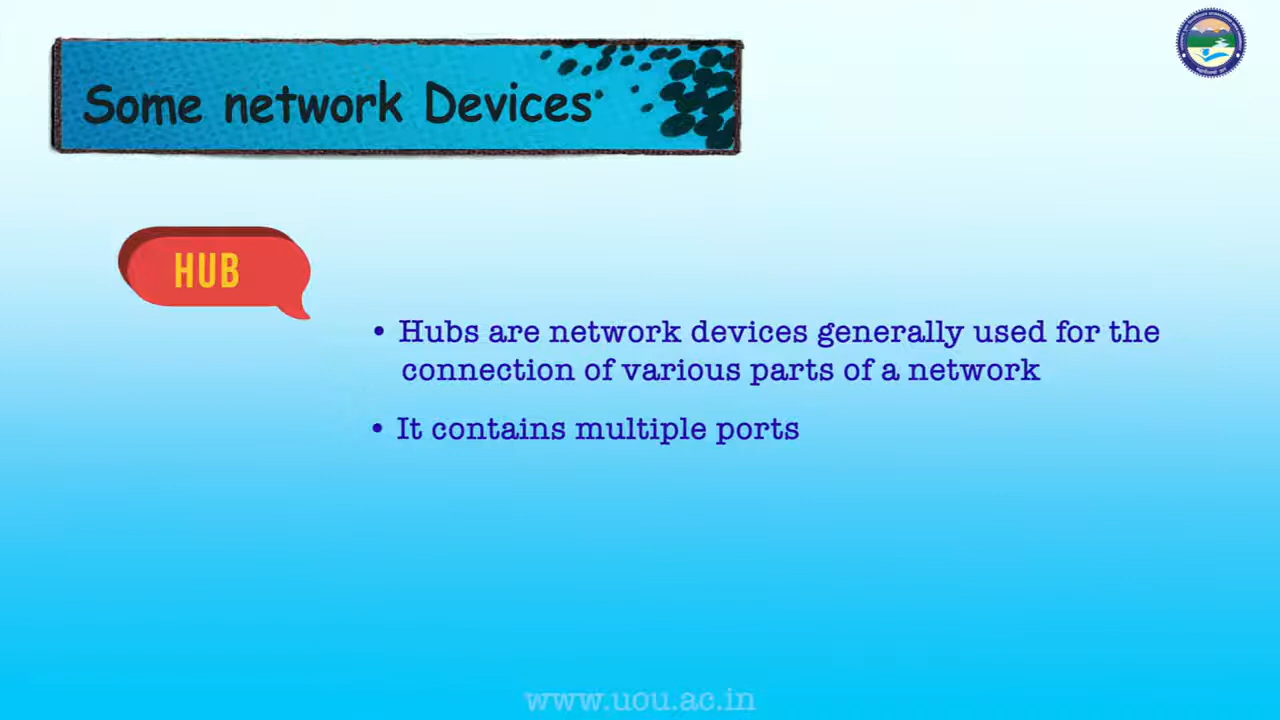 Some network Devices
HUB
• Hubs are network devices generally used for the
connection of various parts of a network
• It contains multiple ports
www.uou.ac.in